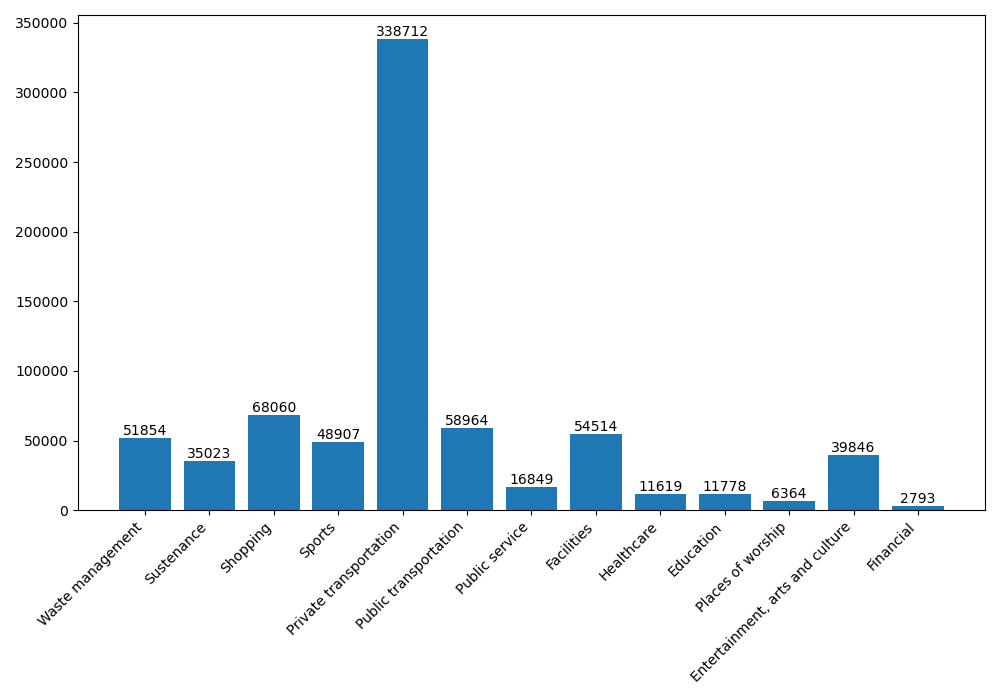 350000
300000
250000
200000
150000
100000
50000
0
338712
68060
58964
54514
51854
48907
39846
35023
16849
11619
11778
6364
2793
Waste management
Sustenance
Shopping
Sports
Private transportation
Public transportation
Public service
Facilities
Healthcare
Education
Places of worship
Entertainment, arts and culture
Financial